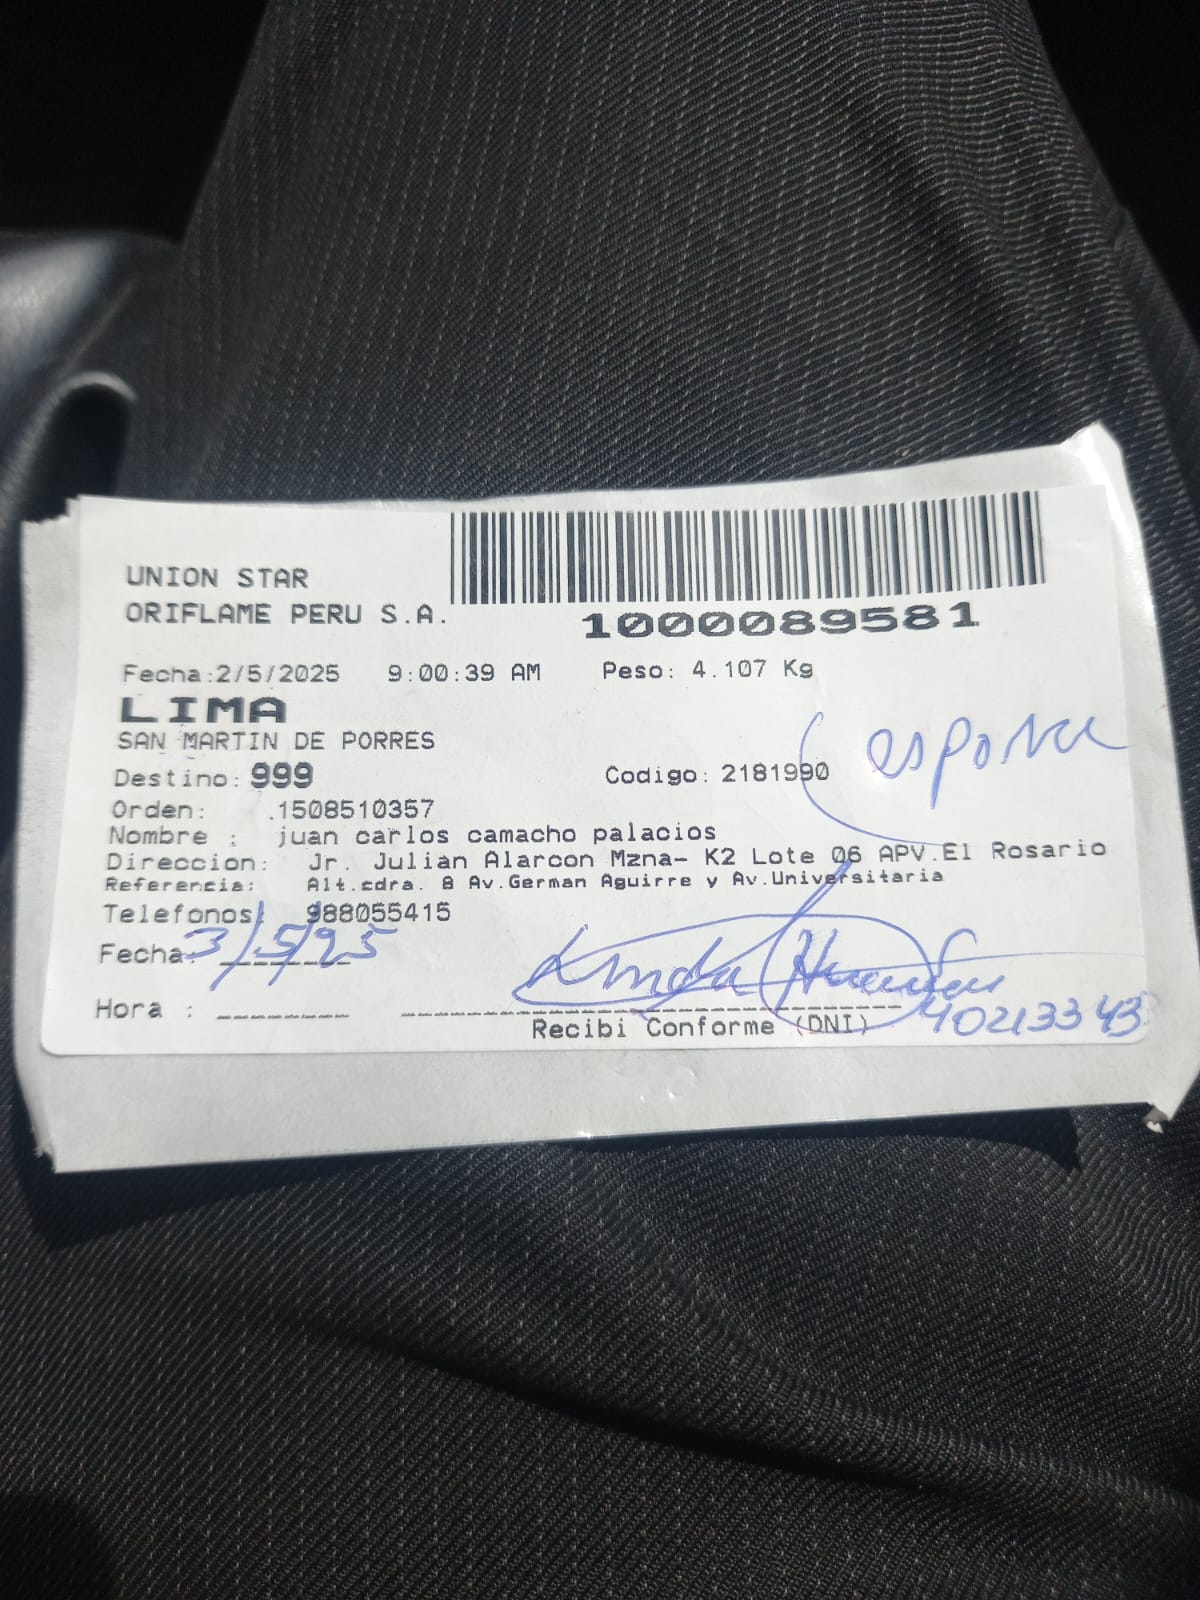 UNION STAR
ORIFLAME PERU S.A.
1000089581
Fecha:2/5/2025 9:00:39 AM Peso: 4.107 Kg
LIMA
SAN MARTIN DE PORRES
Destino: 999 Codigo: 2181990 esposa
Orden: .1508510357
Nombre : juan carlos camacho palacios
Direccion: Jr. Julian Alarcon Mzna- K2 Lote 06 APV.El Rosario
Referencia: Alt.cdra. 8 Av.German Aguirre y Av.Universitaria
Telefonos: 988055415
Fecha: 3/5/25
Hora :
Recibi Conforme (DNI) 40213343